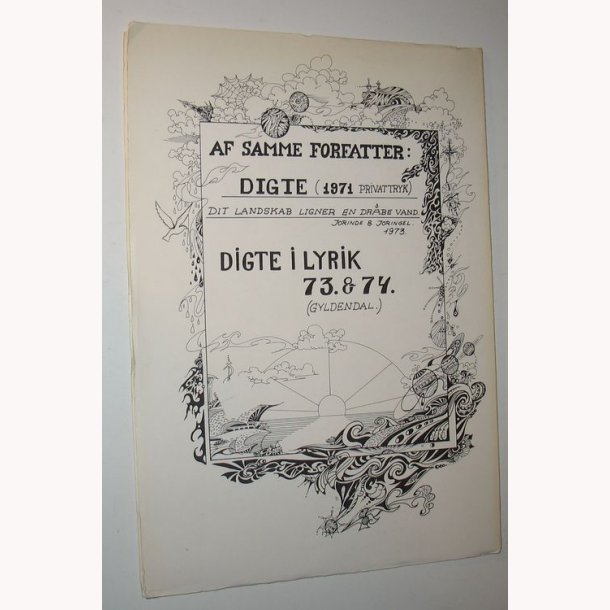 AF SAMME FORFATTER:
DIGTE (1971 PRIVATTRYK)
DIT LANDSKAB LIGNER EN DRÅBE VAND.
JORINDE & JORINGEL.
1973.
DIGTE İ LYRİK
73. & 74.
(GYLDENDAL.)